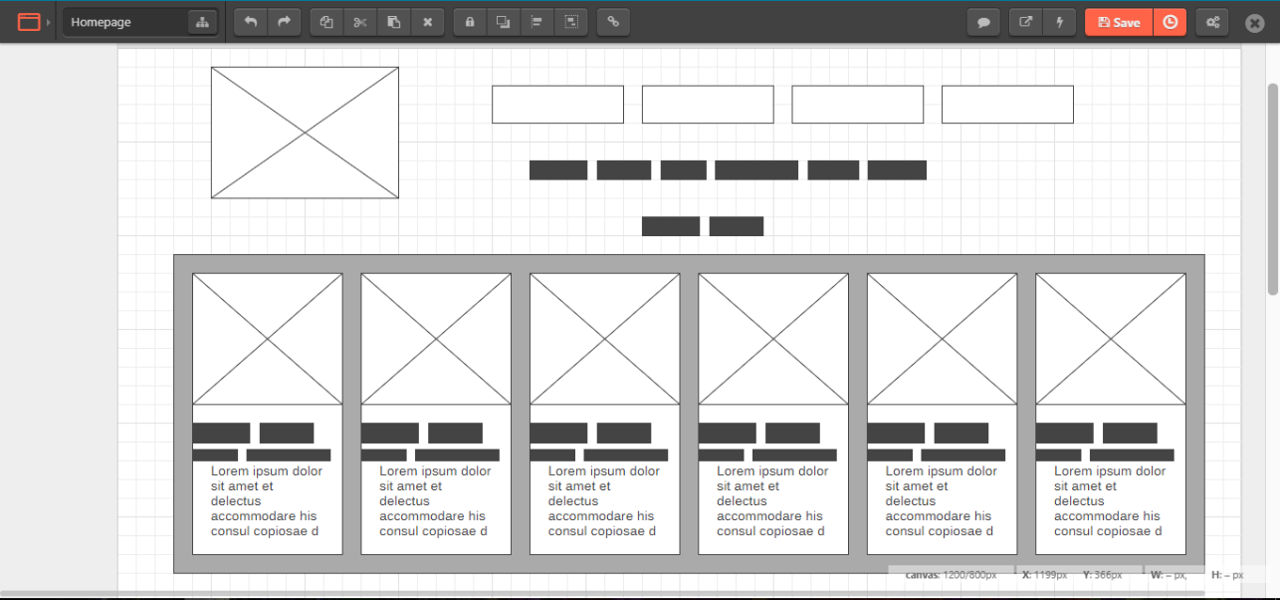 Homepage
Save
Lorem ipsum dolor
sit amet et
delectus
accommodare his
consul copiosae d
Lorem ipsum dolor
sit amet et
delectus
accommodare his
consul copiosae d
Lorem ipsum dolor
sit amet et
delectus
accommodare his
consul copiosae d
Lorem ipsum dolor
sit amet et
delectus
accommodare his
consul copiosae d
Lorem ipsum dolor
sit amet et
delectus
accommodare his
consul copiosae d
Lorem ipsum dolor
sit amet et
delectus
accommodare his
consul copiosae d
canvas: 1200/800px X: 1199px Y: 366px W: – px, H: – px